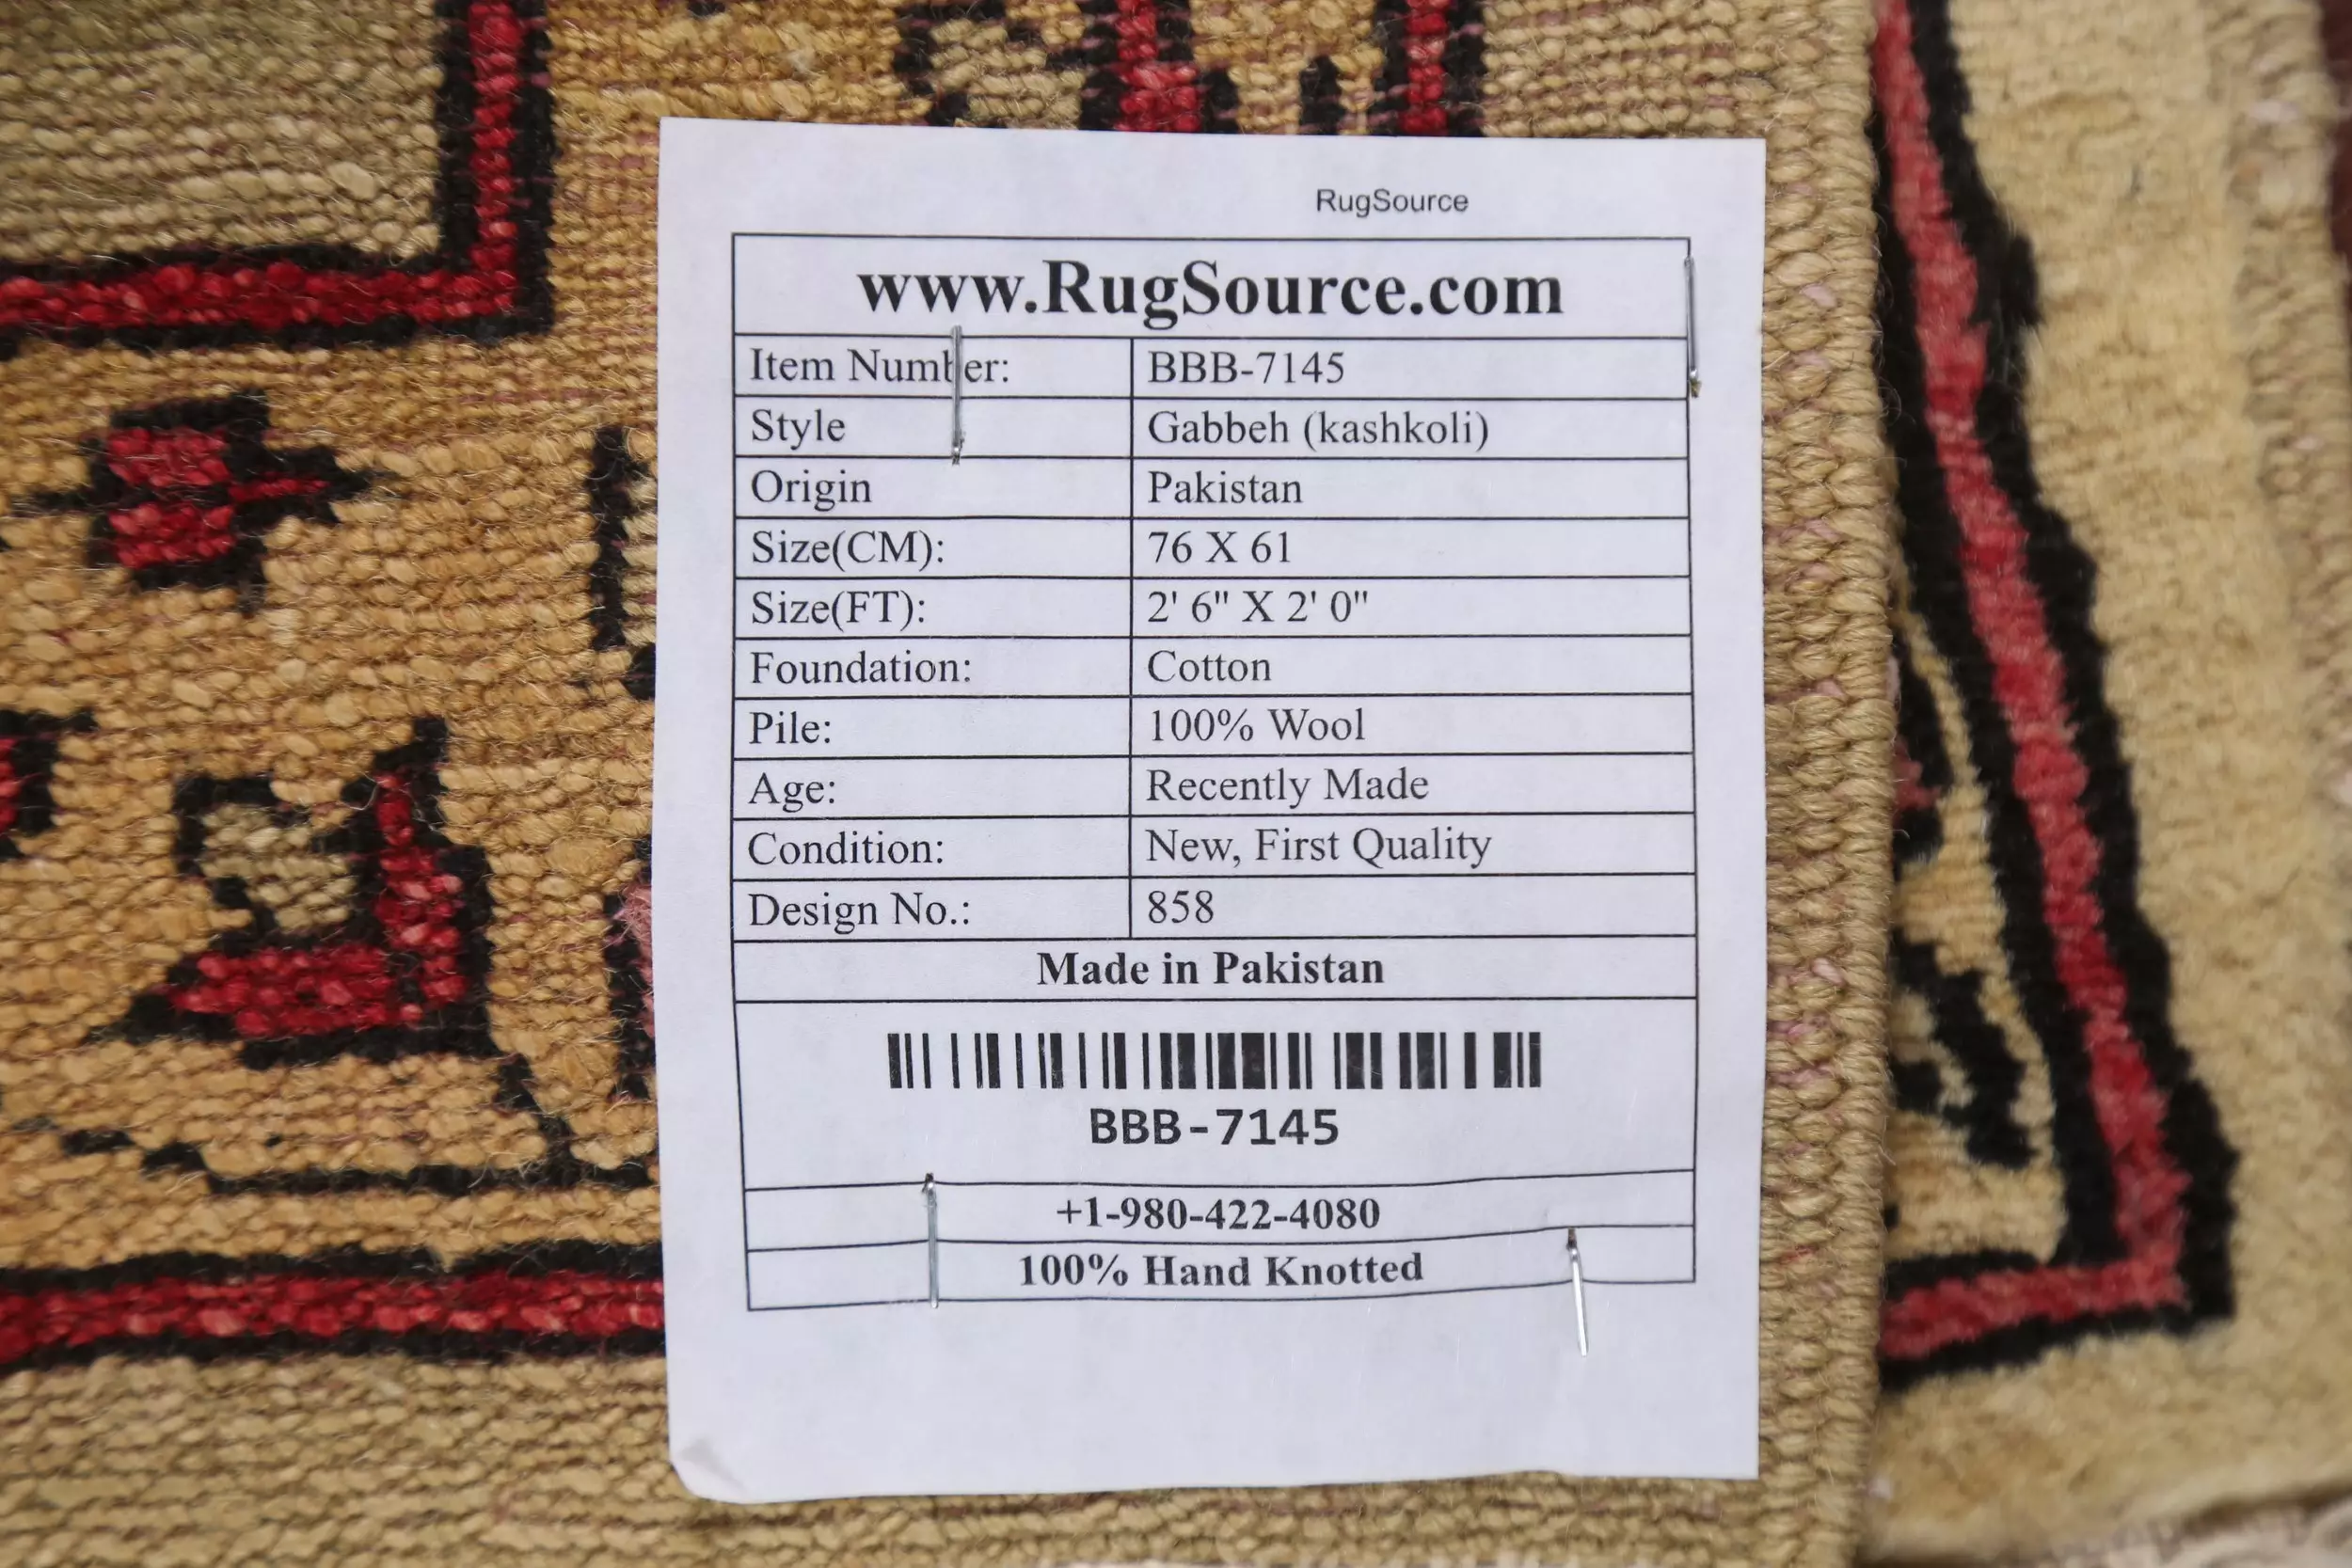 RugSource
www.RugSource.com
Item Number: BBB-7145
Style Gabbeh (kashkoli)
Origin Pakistan
Size(CM): 76 X 61
Size(FT): 2' 6" X 2' 0"
Foundation: Cotton
Pile: 100% Wool
Age: Recently Made
Condition: New, First Quality
Design No.: 858
Made in Pakistan
BBB-7145
+1-980-422-4080
100% Hand Knotted